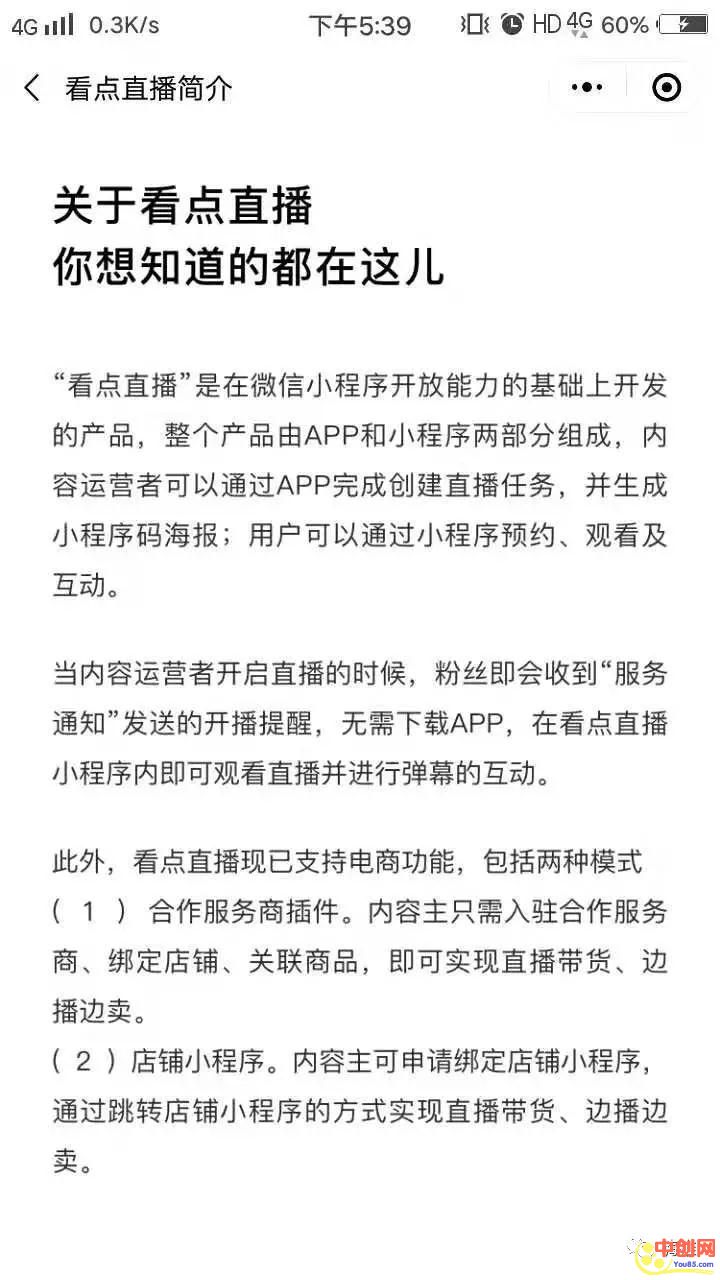 4G 0.3K/s 下午5:39 HD 4G 60%
看点直播简介
关于看点直播
你想知道的都在这儿
“看点直播”是在微信小程序开放能力的基础上开发
的产品，整个产品由APP和小程序两部分组成，内
容运营者可以通过APP完成创建直播任务，并生成
小程序码海报；用户可以通过小程序预约、观看及
互动。
当内容运营者开启直播的时候，粉丝即会收到“服务
通知”发送的开播提醒，无需下载APP，在看点直播
小程序内即可观看直播并进行弹幕的互动。
此外，看点直播现已支持电商功能，包括两种模式
（ 1 ） 合作服务商插件。内容主只需入驻合作服务
商、绑定店铺、关联商品，即可实现直播带货、边
播边卖。
（ 2 ）店铺小程序。内容主可申请绑定店铺小程序，
通过跳转店铺小程序的方式实现直播带货、边播边
卖。
中创网
You85.com